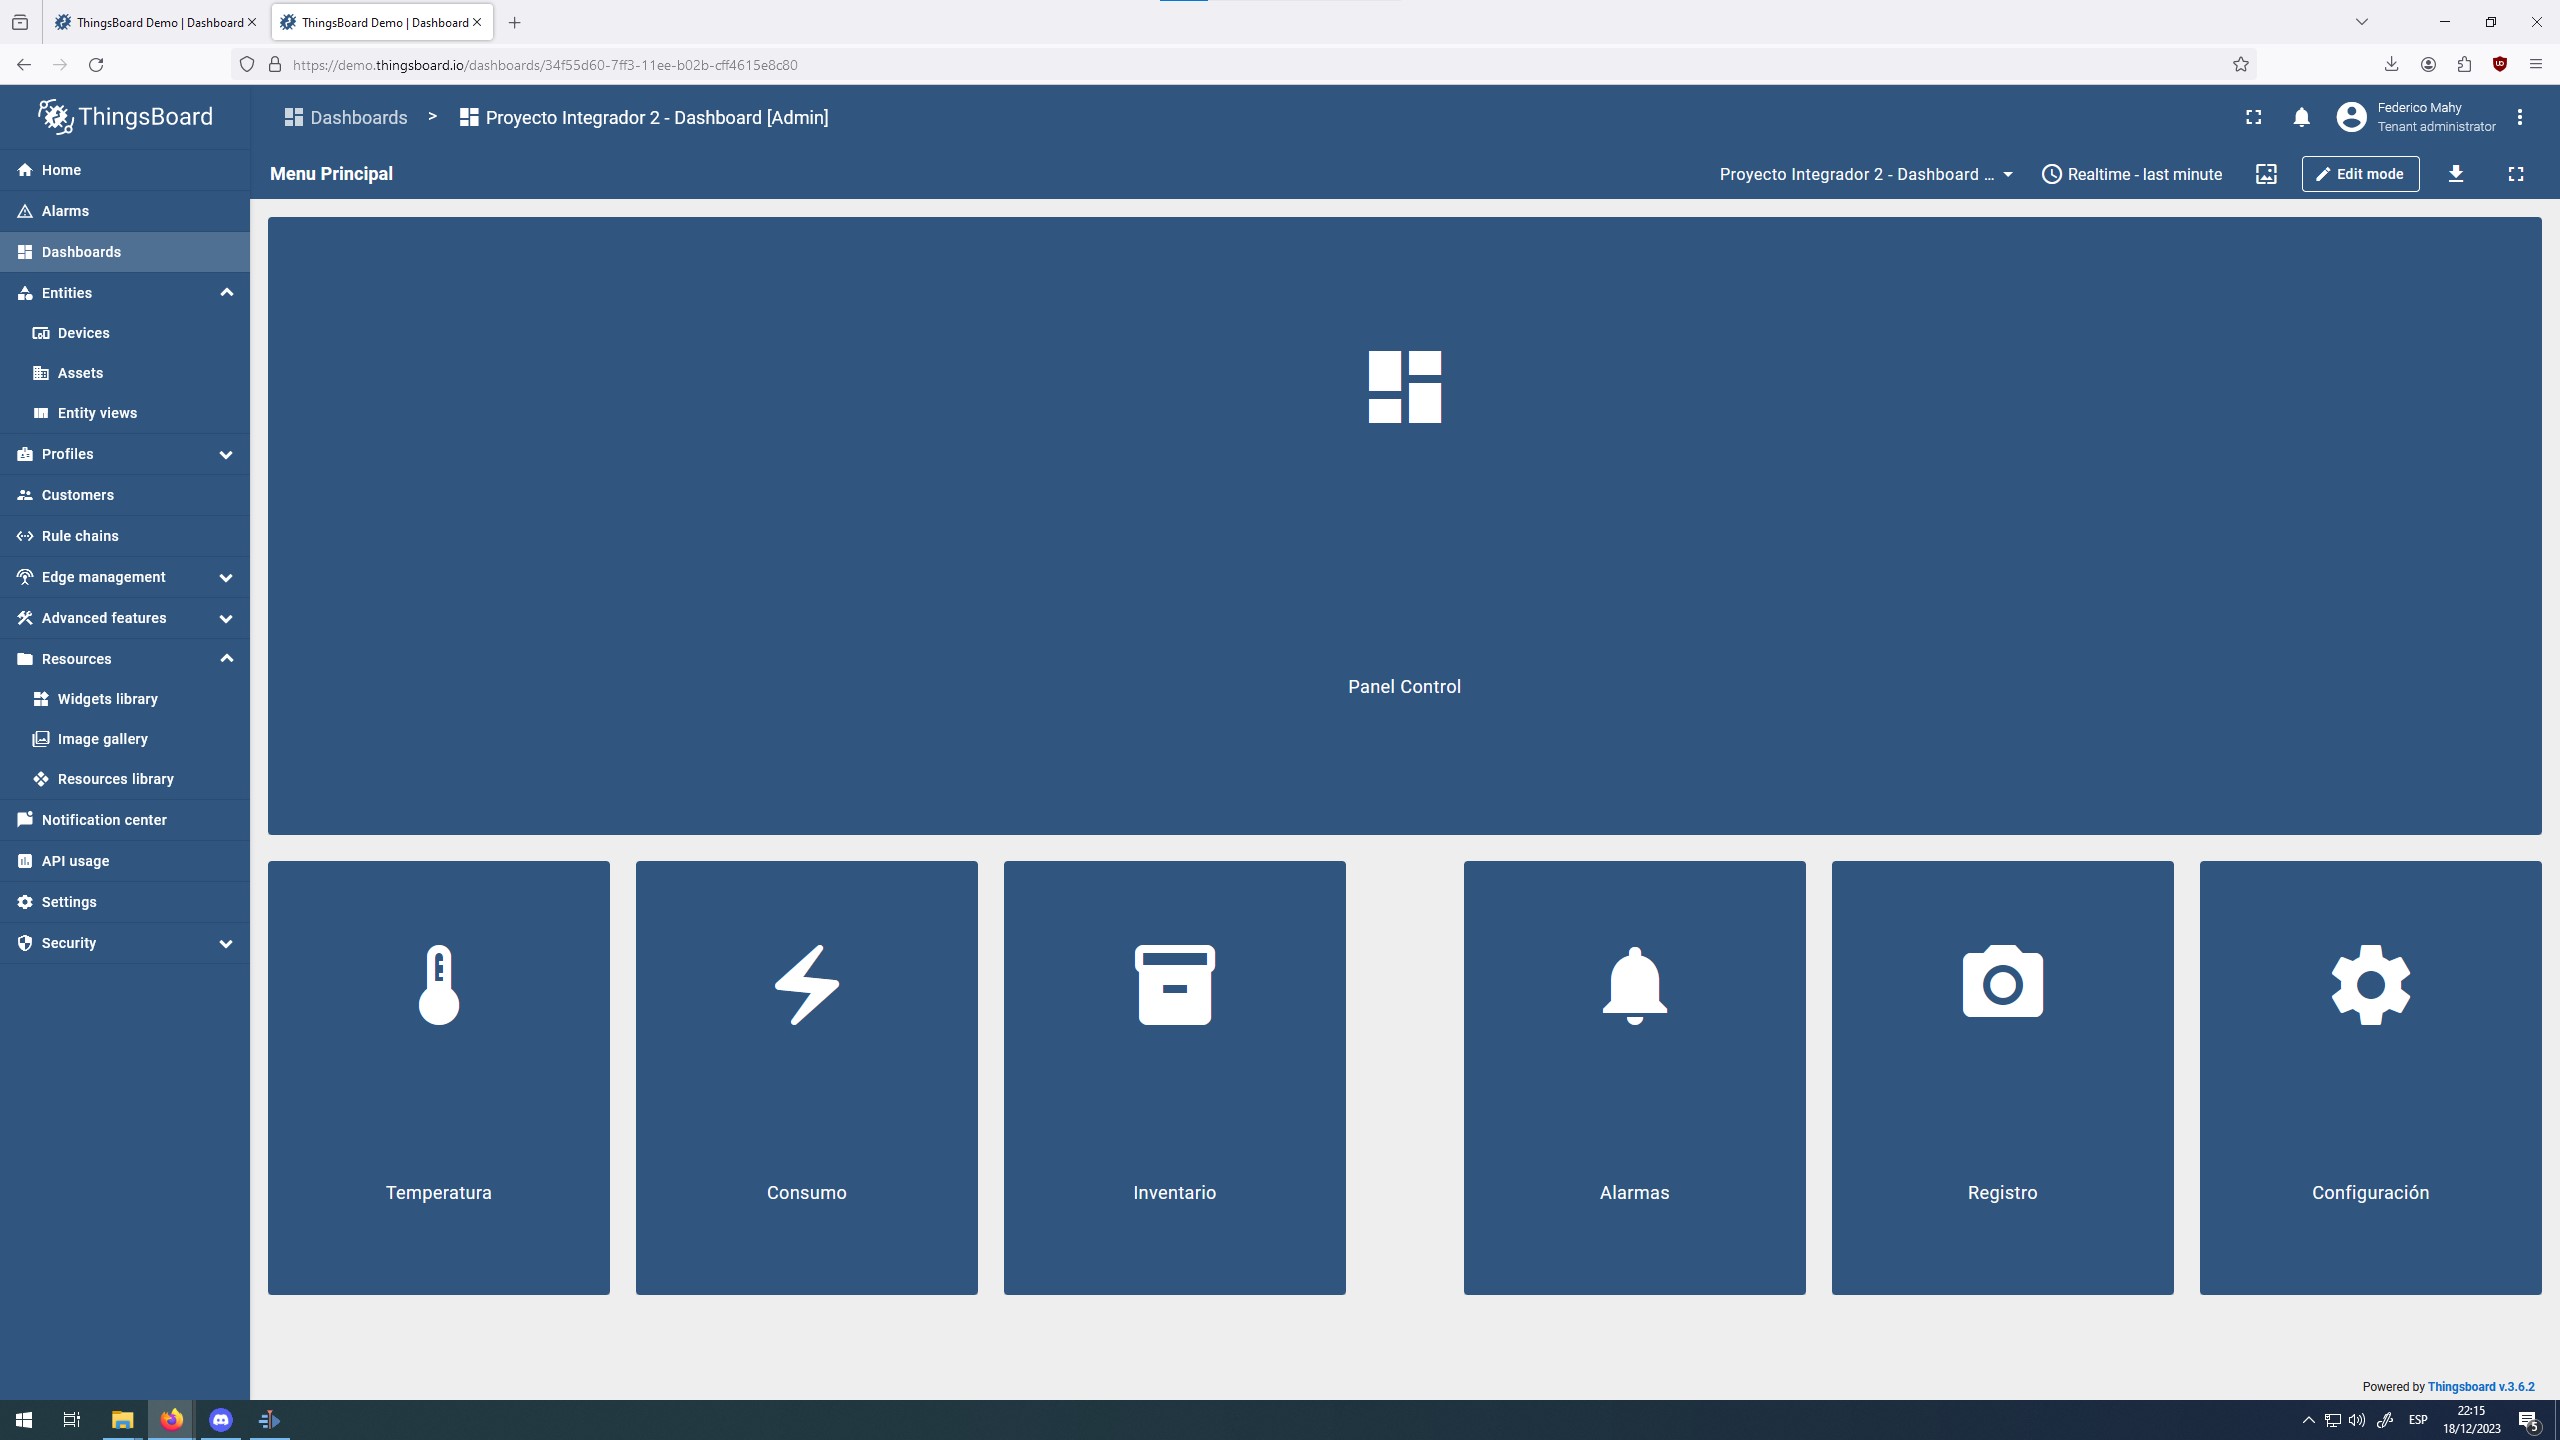 ThingsBoard Demo | Dashboard
ThingsBoard Demo | Dashboard
https://demo.thingsboard.io/dashboards/34f55d60-7ff3-11ee-b02b-cff4615e8c80
ThingsBoard
Dashboards > Proyecto Integrador 2 - Dashboard [Admin]
Federico Mahy
Tenant administrator
Menu Principal
Proyecto Integrador 2 - Dashboard ...
Realtime - last minute
Edit mode
Home
Alarms
Dashboards
Entities
Devices
Assets
Entity views
Profiles
Customers
Rule chains
Edge management
Advanced features
Resources
Widgets library
Image gallery
Resources library
Notification center
API usage
Settings
Security
Panel Control
Temperatura
Consumo
Inventario
Alarmas
Registro
Configuración
Powered by Thingsboard v.3.6.2
ESP
22:15
18/12/2023
5